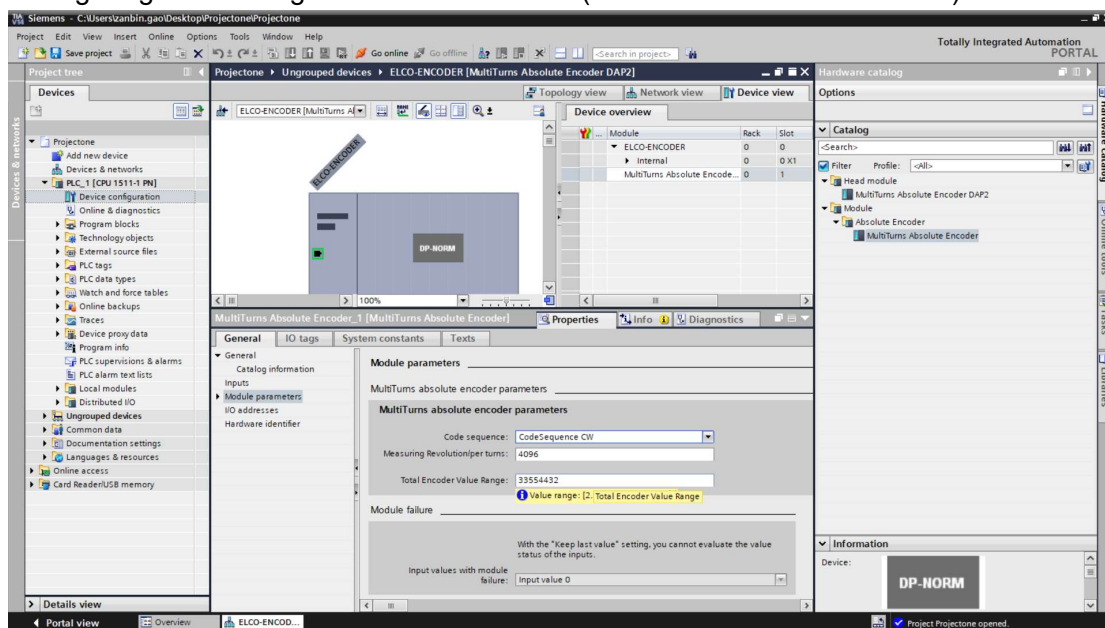 Siemens - C:\Users\zanbin.gao\Desktop\Projectone\Projectone
Project Edit View Insert Online Options Tools Window Help
Totally Integrated Automation
PORTAL
Save project
Go online
Go offline
<Search in project>
Project tree
Devices
Devices & networks
Projectone
Add new device
Devices & networks
PLC_1 [CPU 1511-1 PN]
Device configuration
Online & diagnostics
Program blocks
Technology objects
External source files
PLC tags
PLC data types
Watch and force tables
Online backups
Traces
Device proxy data
Program info
PLC supervisions & alarms
PLC alarm text lists
Local modules
Distributed I/O
Ungrouped devices
Common data
Documentation settings
Languages & resources
Online access
Card Reader/USB memory
Details view
Projectone Ungrouped devices ELCO-ENCODER [MultiTurns Absolute Encoder DAP2]
Topology view Network view Device view
ELCO-ENCODER [MultiTurns A
ELCO-ENCODER
DP-NORM
100%
Device overview
... Module Rack Slot
ELCO-ENCODER 0 0
Internal 0 0 X1
MultiTurns Absolute Encode... 0 1
MultiTurns Absolute Encoder_1 [MultiTurns Absolute Encoder]
Properties Info Diagnostics
General IO tags System constants Texts
General
Catalog information
Inputs
Module parameters
I/O addresses
Hardware identifier
Module parameters
MultiTurns absolute encoder parameters
MultiTurns absolute encoder parameters
Code sequence: CodeSequence CW
Measuring Revolution/per turns: 4096
Total Encoder Value Range: 33554432
Value range: [2. Total Encoder Value Range
Module failure
With the "Keep last value" setting, you cannot evaluate the value
status of the inputs.
Input values with module
failure: Input value 0
Hardware catalog
Options
Catalog
<Search>
Filter Profile: <All>
Head module
MultiTurns Absolute Encoder DAP2
Module
Absolute Encoder
MultiTurns Absolute Encoder
Information
Device:
DP-NORM
Hardware catalog
Online tools
Tasks
Libraries
Portal view Overview ELCO-ENCOD...
Project Projectone opened.